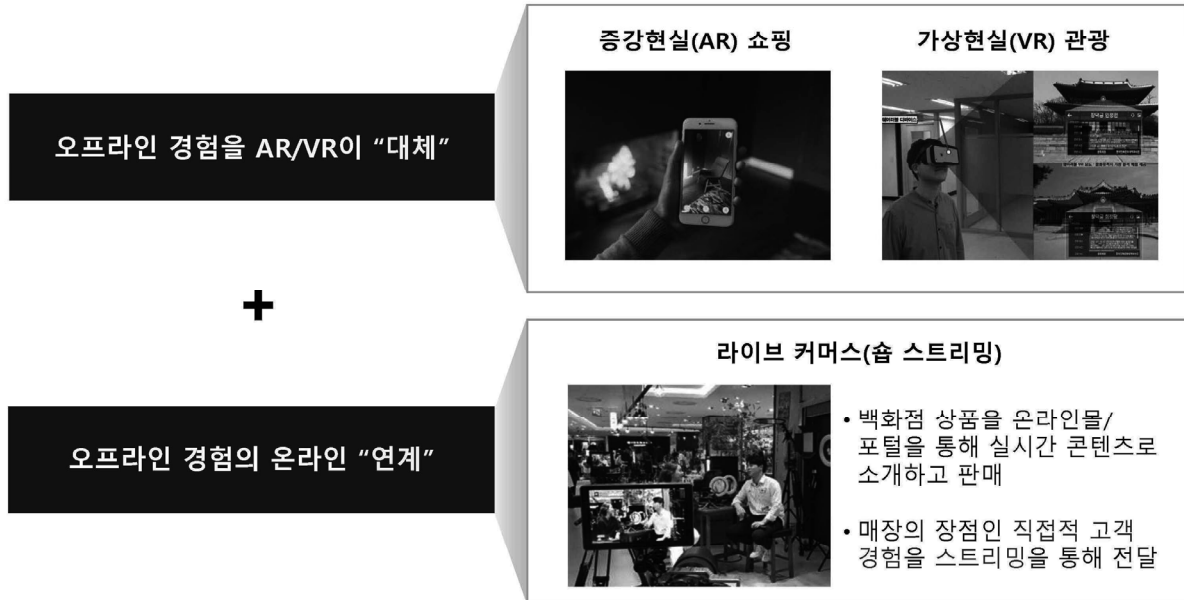 증강현실(AR) 쇼핑
가상현실(VR) 관광
오프라인 경험을 AR/VR이 “대체”
+
라이브 커머스(숍 스트리밍)
오프라인 경험의 온라인 “연계”
• 백화점 상품을 온라인몰/
포털을 통해 실시간 콘텐츠로
소개하고 판매
• 매장의 장점인 직접적 고객
경험을 스트리밍을 통해 전달